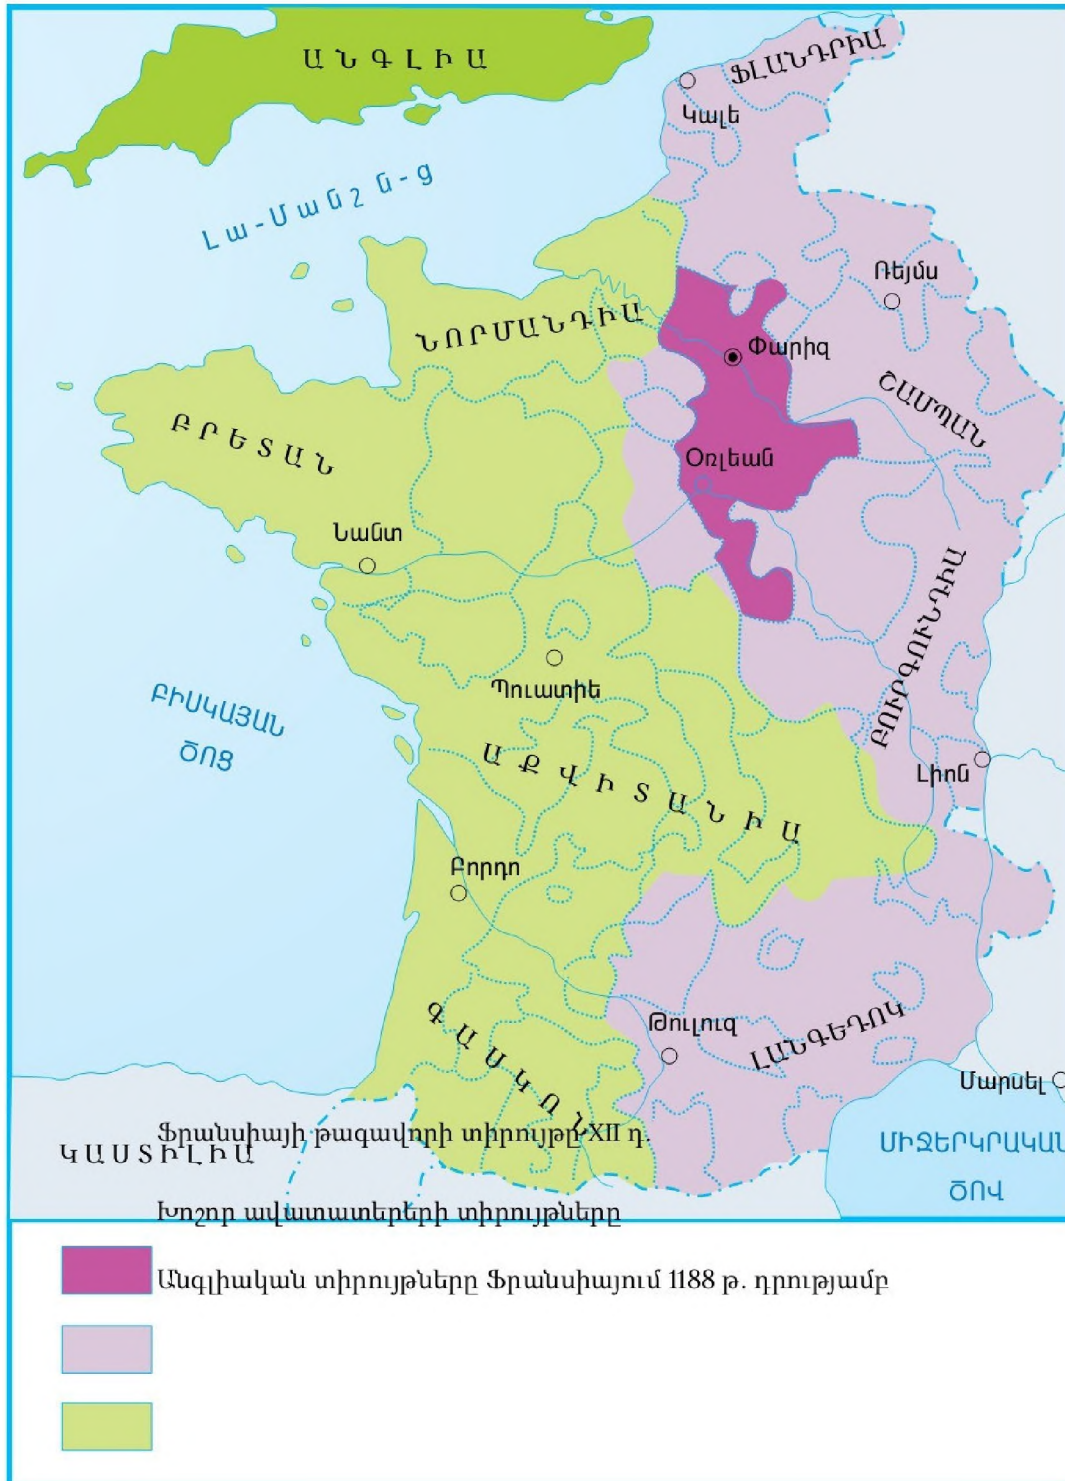 ԱՆԳԼԻԱ
ՖԼԱՆԴՐԻԱ
Կալե
Լա-Մանշ ն-ց
Ռեյմս
ՆՈՐՄԱՆԴԻԱ
Փարիզ
ՇԱՄՊԱՆ
ԲՐԵՏԱՆ
Օռլեան
Նանտ
ԲՈՒՐԳՈՒՆԴԻԱ
Պուատիե
ԲԻՍԿԱՅԱՆ
ԾՈՑ
ԱՔՎԻՏԱՆԻԱ
Լիոն
Բորդո
ԳԱՍԿՈՆ
Թուլուզ
ԼԱՆԳԵԴՈԿ
Մարսել
Ֆրանսիայի թագավորի տիրույթը XII դ.
ԿԱՍՏԻԼԻԱ
ՄԻՋԵՐԿՐԱԿԱՆ
ԾՈՎ
Խոշոր ավատատերերի տիրույթները
Անգլիական տիրույթները Ֆրանսիայում 1188 թ. դրությամբ